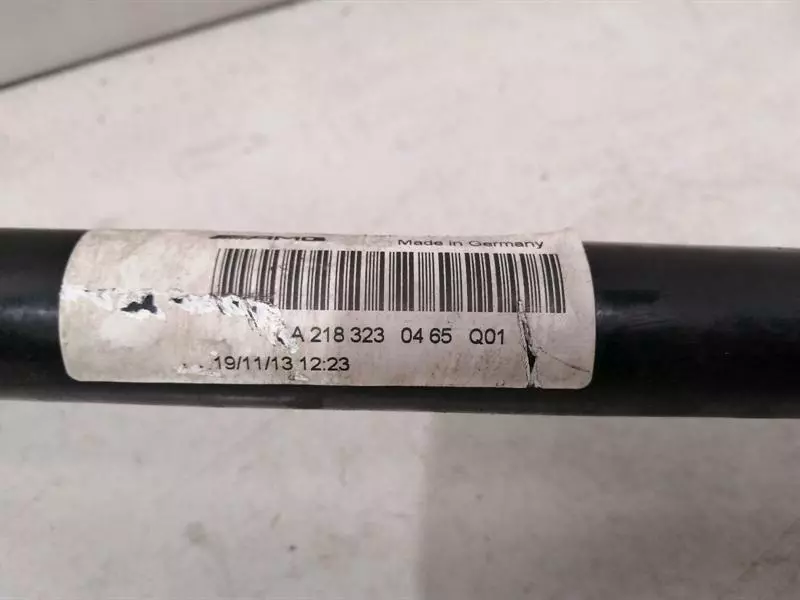 AMG
Made in Germany
A 218 323 04 65 Q01
19/11/13 12:23